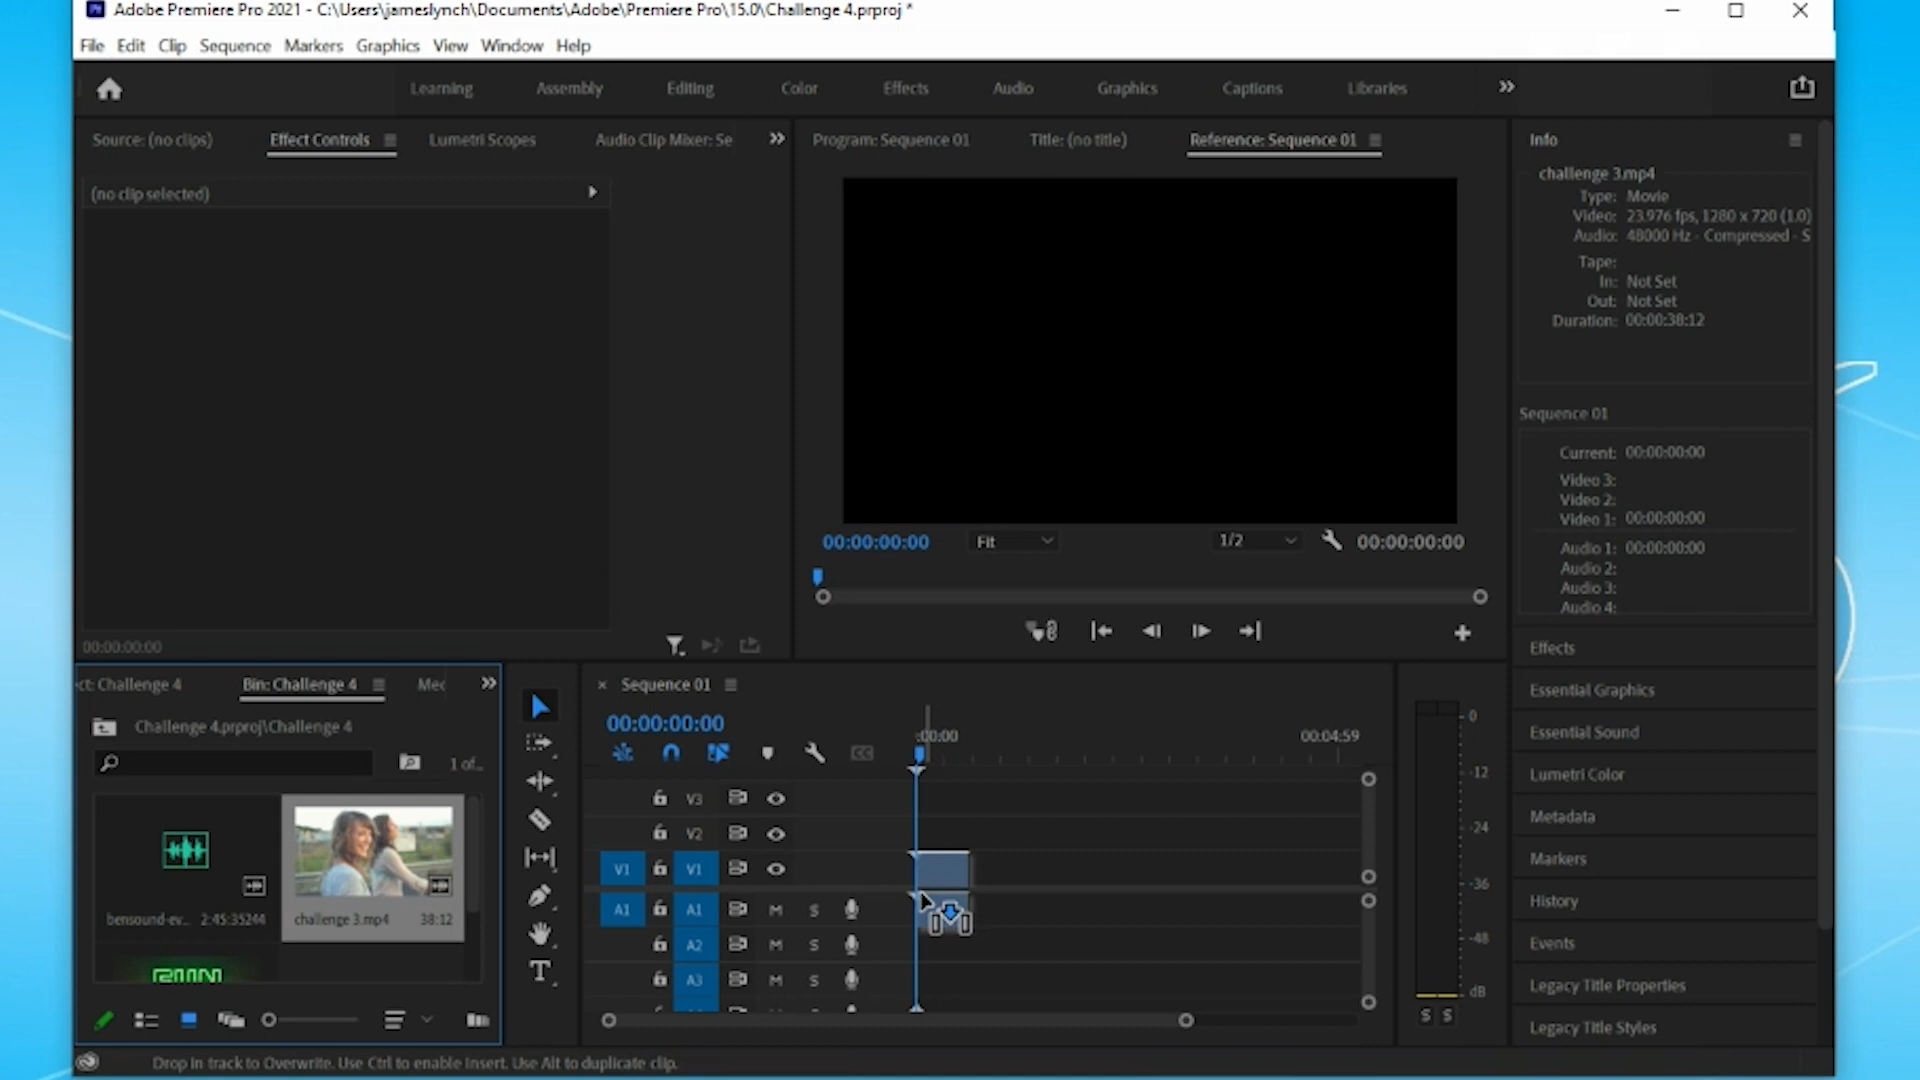 Adobe Premiere Pro 2021 - C:\Users\jameslynch\Documents\Adobe\Premiere Pro\15.0\Challenge 4.prproj *
File Edit Clip Sequence Markers Graphics View Window Help
Learning Assembly Editing Color Effects Audio Graphics Captions Libraries
Source: (no clips) Effect Controls Lumetri Scopes Audio Clip Mixer: Se
(no clip selected)
00:00:00:00
Program: Sequence 01 Title: (no title) Reference: Sequence 01
00:00:00:00 Fit 1/2 00:00:00:00
Info
challenge 3.mp4
Type: Movie
Video: 23.976 fps, 1280 x 720 (1.0)
Audio: 48000 Hz - Compressed - S
Tape:
In: Not Set
Out: Not Set
Duration: 00:00:38:12
Sequence 01
Current: 00:00:00:00
Video 3:
Video 2:
Video 1: 00:00:00:00
Audio 1: 00:00:00:00
Audio 2:
Audio 3:
Audio 4:
Effects
Essential Graphics
Essential Sound
Lumetri Color
Metadata
Markers
History
Events
Legacy Title Properties
Legacy Title Styles
ct: Challenge 4 Bin: Challenge 4 Med
Challenge 4.prproj\Challenge 4
1 of...
bensound-ev... 2:45:35244
challenge 3.mp4 38:12
Sequence 01
00:00:00:00
:00:00 00:04:59
V3
V2
V1 V1
A1 A1 M S
A2 M S
A3 M S
0
-12
-24
-36
-48
dB
S S
Drop in track to Overwrite. Use Ctrl to enable Insert. Use Alt to duplicate clip.